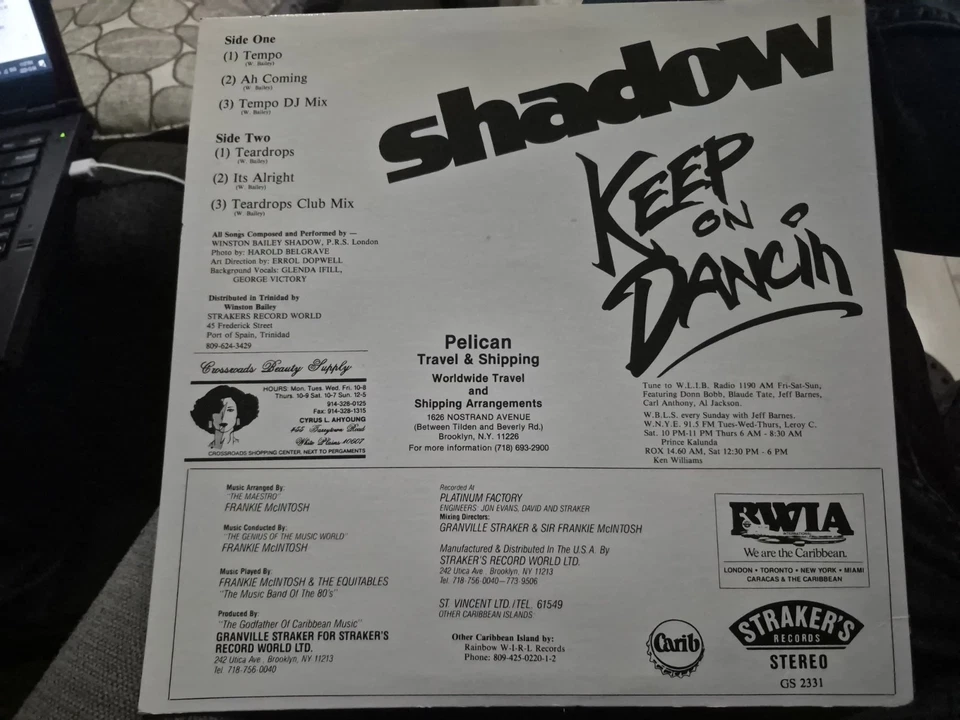 shadow
KEEP
ON
DANCIN
Side One
(1) Tempo
(W. Bailey)
(2) Ah Coming
(W. Bailey)
(3) Tempo DJ Mix
(W. Bailey)
Side Two
(1) Teardrops
(W. Bailey)
(2) Its Alright
(W. Bailey)
(3) Teardrops Club Mix
(W. Bailey)
All Songs Composed and Performed by —
WINSTON BAILEY SHADOW, P.R.S. London
Photo by: HAROLD BELGRAVE
Art Direction by: ERROL DOPWELL
Background Vocals: GLENDA IFILL,
GEORGE VICTORY
Distributed in Trinidad by
Winston Bailey
STRAKERS RECORD WORLD
45 Frederick Street
Port of Spain, Trinidad
809-624-3429
Crossroads Beauty Supply
HOURS: Mon. Tues. Wed. Fri. 10-8
Thurs. 10-9 Sat. 10-7 Sun. 12-5
914-328-0125
Fax: 914-328-1315
CYRUS L. AHYOUNG
Tarrytown Road
White Plains 10607
CROSSROADS SHOPPING CENTER. NEXT TO PERGAMENTS
Pelican
Travel & Shipping
Worldwide Travel
and
Shipping Arrangements
1626 NOSTRAND AVENUE
(Between Tilden and Beverly Rd.)
Brooklyn, N.Y. 11226
For more information (718) 693-2900
Tune to W.L.I.B. Radio 1190 AM Fri-Sat-Sun,
Featuring Donn Bobb, Blaude Tate, Jeff Barnes,
Carl Anthony, Al Jackson.
W.B.L.S. every Sunday with Jeff Barnes.
W.N.Y.E. 91.5 FM Tues-Wed-Thurs, Leroy C.
Sat. 10 PM-11 PM Thurs 6 AM - 8:30 AM
Prince Kalunda
ROX 14.60 AM, Sat 12:30 PM - 6 PM
Ken Williams
Music Arranged By:
"THE MAESTRO"
FRANKIE McINTOSH
Music Conducted By:
"THE GENIUS OF THE MUSIC WORLD"
FRANKIE McINTOSH
Music Played By:
FRANKIE McINTOSH & THE EQUITABLES
"The Music Band Of The 80's"
Produced By:
"The Godfather Of Caribbean Music"
GRANVILLE STRAKER FOR STRAKER'S
RECORD WORLD LTD.
242 Utica Ave., Brooklyn, NY 11213
Tel. 718-756-0040
Recorded At
PLATINUM FACTORY
ENGINEERS: JON EVANS, DAVID AND STRAKER
Mixing Directors:
GRANVILLE STRAKER & SIR FRANKIE McINTOSH
Manufactured & Distributed In The U.S.A. By
STRAKER'S RECORD WORLD LTD.
242 Utica Ave., Brooklyn, NY 11213
Tel. 718-756-0040—773-9506
ST. VINCENT LTD./TEL. 61549
OTHER CARIBBEAN ISLANDS:
Other Caribbean Island by:
Rainbow W-I-R-L Records
Phone: 809-425-0220-1-2
BWIA
INTERNATIONAL
We are the Caribbean.
LONDON • TORONTO • NEW YORK • MIAMI
CARACAS & THE CARIBBEAN
Carib
STRAKER'S
RECORDS
STEREO
GS 2331